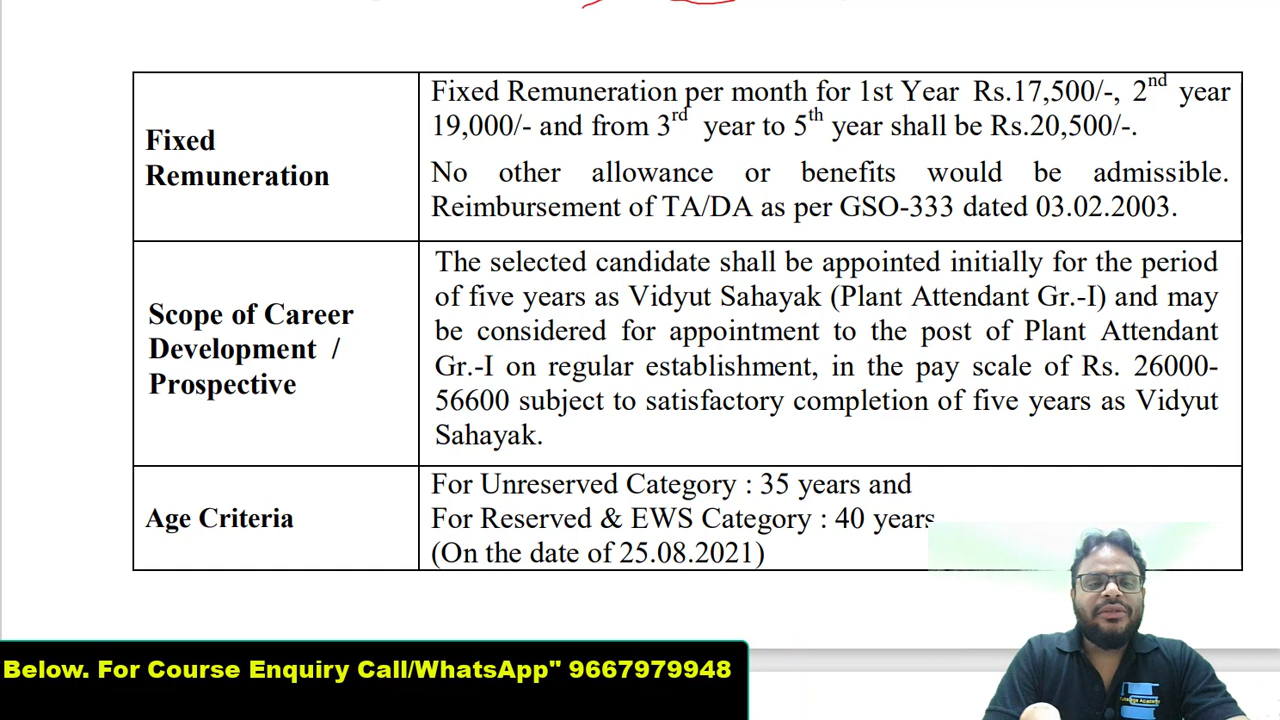 Fixed
Remuneration
Fixed Remuneration per month for 1st Year Rs.17,500/-, 2nd year
19,000/- and from 3rd year to 5th year shall be Rs.20,500/-.
No other allowance or benefits would be admissible.
Reimbursement of TA/DA as per GSO-333 dated 03.02.2003.
Scope of Career
Development /
Prospective
The selected candidate shall be appointed initially for the period
of five years as Vidyut Sahayak (Plant Attendant Gr.-I) and may
be considered for appointment to the post of Plant Attendant
Gr.-I on regular establishment, in the pay scale of Rs. 26000-
56600 subject to satisfactory completion of five years as Vidyut
Sahayak.
Age Criteria
For Unreserved Category : 35 years and
For Reserved & EWS Category : 40 years
(On the date of 25.08.2021)
Below. For Course Enquiry Call/WhatsApp" 9667979948